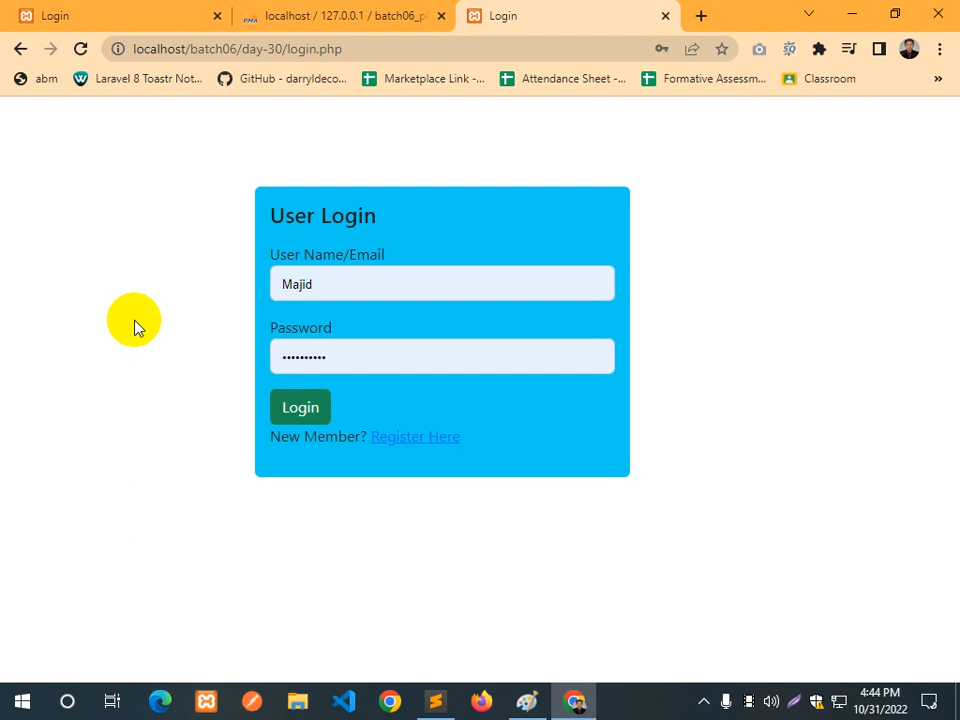 Login
localhost / 127.0.0.1 / batch06_p
Login
localhost/batch06/day-30/login.php
abm
Laravel 8 Toastr Not...
GitHub - darryldeco...
Marketplace Link -...
Attendance Sheet -...
Formative Assessm...
Classroom
»
User Login
User Name/Email
Majid
Password
••••••••••
Login
New Member? Register Here
4:44 PM
10/31/2022